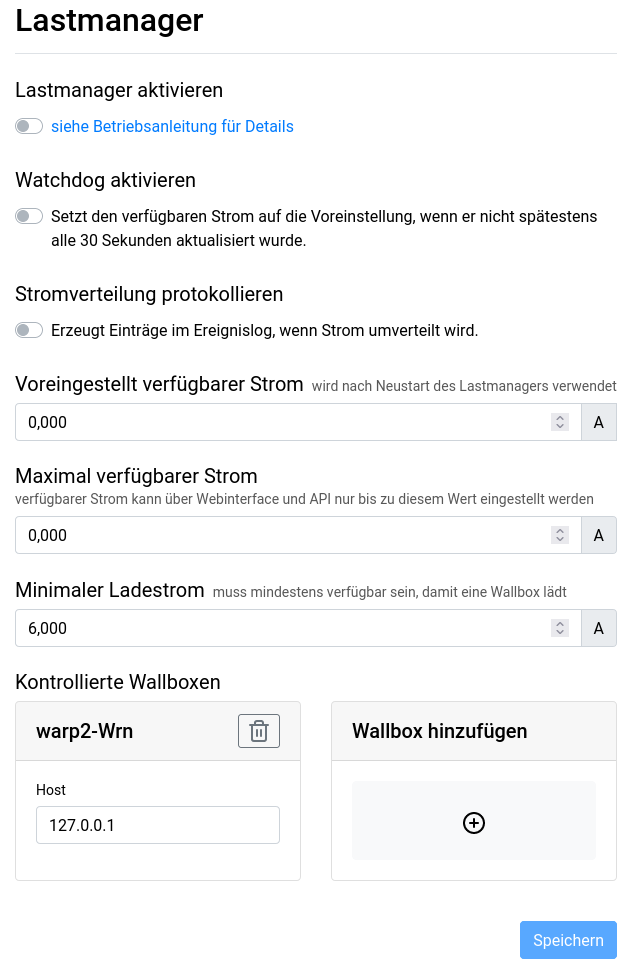 Lastmanager
Lastmanager aktivieren
siehe Betriebsanleitung für Details
Watchdog aktivieren
Setzt den verfügbaren Strom auf die Voreinstellung, wenn er nicht spätestens
alle 30 Sekunden aktualisiert wurde.
Stromverteilung protokollieren
Erzeugt Einträge im Ereignislog, wenn Strom umverteilt wird.
Voreingestellt verfügbarer Strom wird nach Neustart des Lastmanagers verwendet
0,000 A
Maximal verfügbarer Strom
verfügbarer Strom kann über Webinterface und API nur bis zu diesem Wert eingestellt werden
0,000 A
Minimaler Ladestrom muss mindestens verfügbar sein, damit eine Wallbox lädt
6,000 A
Kontrollierte Wallboxen
warp2-Wrn
Host
127.0.0.1
Wallbox hinzufügen
Speichern